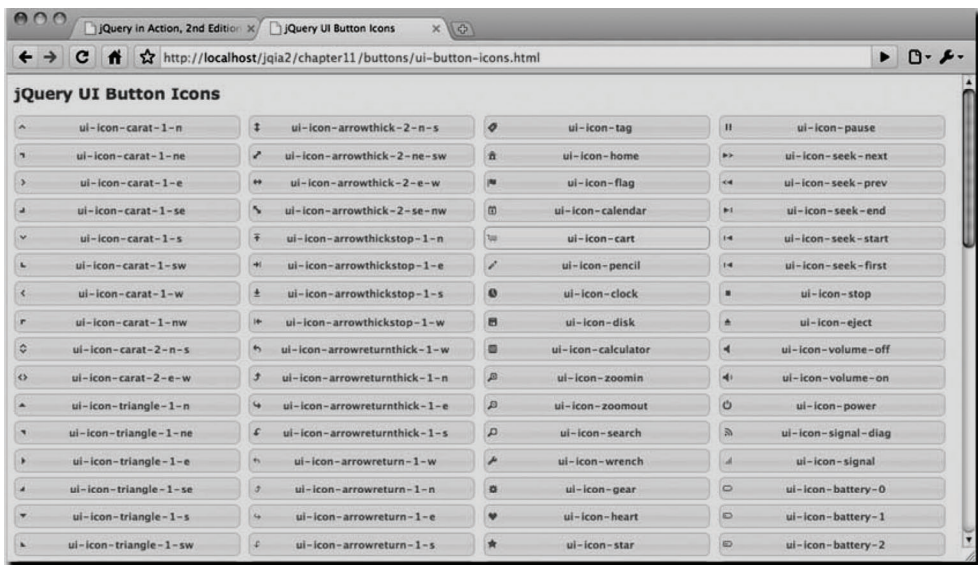 jQuery in Action, 2nd Edition
jQuery UI Button Icons
http://localhost/jqia2/chapter11/buttons/ui-button-icons.html
jQuery UI Button Icons
ui-icon-carat-1-n ui-icon-arrowthick-2-n-s ui-icon-tag ui-icon-pause
ui-icon-carat-1-ne ui-icon-arrowthick-2-ne-sw ui-icon-home ui-icon-seek-next
ui-icon-carat-1-e ui-icon-arrowthick-2-e-w ui-icon-flag ui-icon-seek-prev
ui-icon-carat-1-se ui-icon-arrowthick-2-se-nw ui-icon-calendar ui-icon-seek-end
ui-icon-carat-1-s ui-icon-arrowthickstop-1-n ui-icon-cart ui-icon-seek-start
ui-icon-carat-1-sw ui-icon-arrowthickstop-1-e ui-icon-pencil ui-icon-seek-first
ui-icon-carat-1-w ui-icon-arrowthickstop-1-s ui-icon-clock ui-icon-stop
ui-icon-carat-1-nw ui-icon-arrowthickstop-1-w ui-icon-disk ui-icon-eject
ui-icon-carat-2-n-s ui-icon-arrowreturnthick-1-w ui-icon-calculator ui-icon-volume-off
ui-icon-carat-2-e-w ui-icon-arrowreturnthick-1-n ui-icon-zoomin ui-icon-volume-on
ui-icon-triangle-1-n ui-icon-arrowreturnthick-1-e ui-icon-zoomout ui-icon-power
ui-icon-triangle-1-ne ui-icon-arrowreturnthick-1-s ui-icon-search ui-icon-signal-diag
ui-icon-triangle-1-e ui-icon-arrowreturn-1-w ui-icon-wrench ui-icon-signal
ui-icon-triangle-1-se ui-icon-arrowreturn-1-n ui-icon-gear ui-icon-battery-0
ui-icon-triangle-1-s ui-icon-arrowreturn-1-e ui-icon-heart ui-icon-battery-1
ui-icon-triangle-1-sw ui-icon-arrowreturn-1-s ui-icon-star ui-icon-battery-2